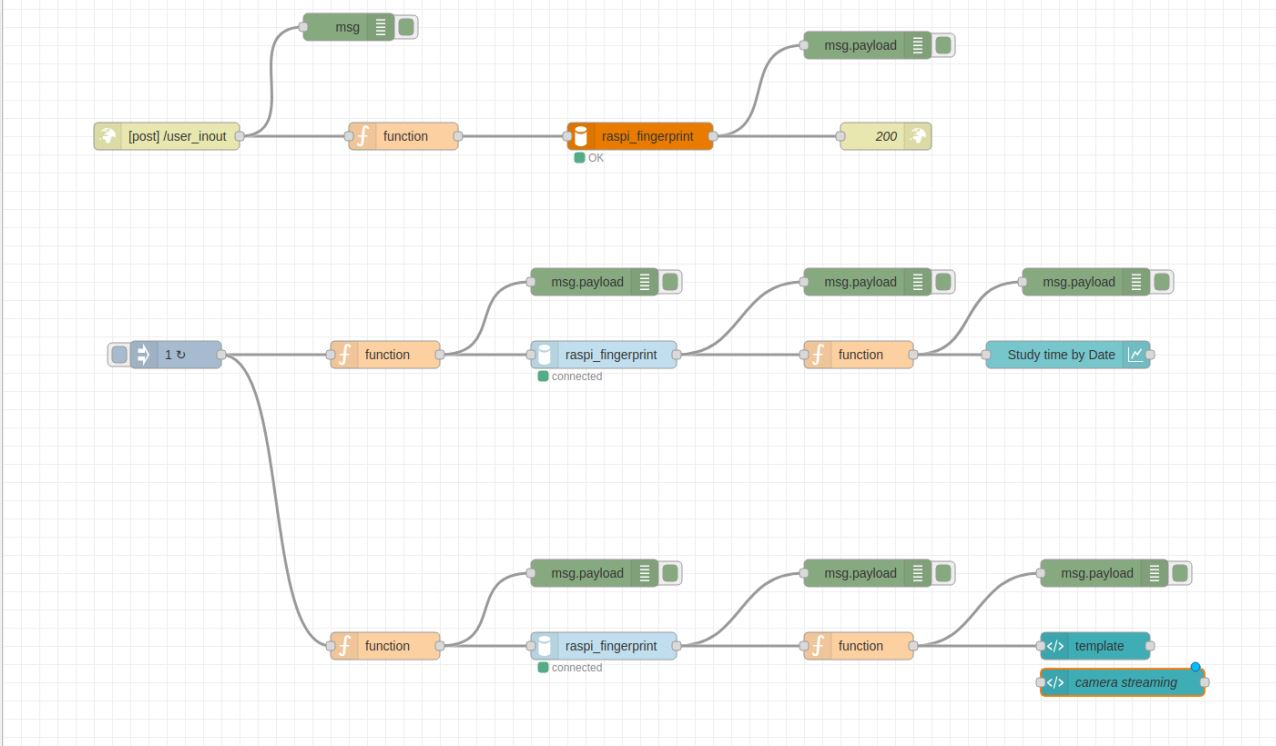 msg
msg.payload
[post] /user_inout
function
raspi_fingerprint
200
OK
msg.payload
msg.payload
msg.payload
1 ↻
function
raspi_fingerprint
function
Study time by Date
connected
msg.payload
msg.payload
msg.payload
function
raspi_fingerprint
function
template
connected
camera streaming